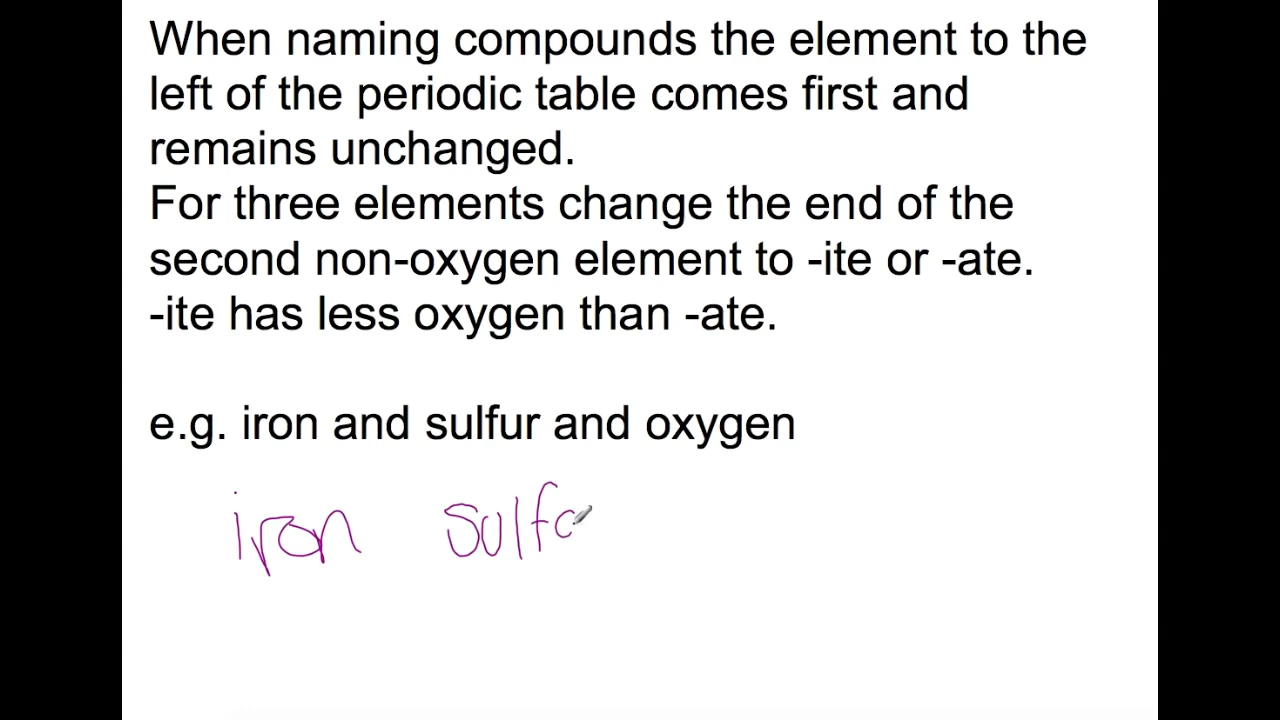 When naming compounds the element to the
left of the periodic table comes first and
remains unchanged.
For three elements change the end of the
second non-oxygen element to -ite or -ate.
-ite has less oxygen than -ate.
e.g. iron and sulfur and oxygen
iron sulfa